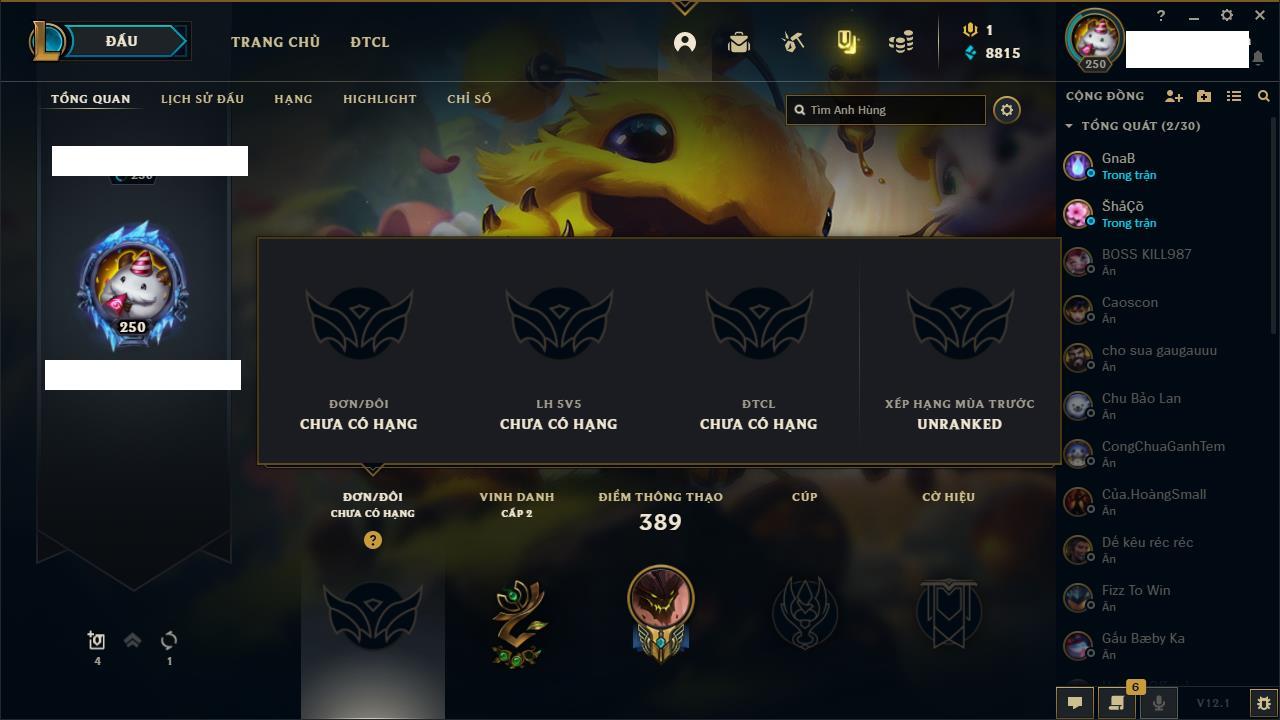 ĐẤU
TRANG CHỦ
ĐTCL
1
8815
?
250
TỔNG QUAN
LỊCH SỬ ĐẤU
HẠNG
HIGHLIGHT
CHỈ SỐ
Tìm Anh Hùng
250
250
ĐƠN/ĐÔI
CHƯA CÓ HẠNG
LH 5V5
CHƯA CÓ HẠNG
ĐTCL
CHƯA CÓ HẠNG
XẾP HẠNG MÙA TRƯỚC
UNRANKED
ĐƠN/ĐÔI
CHƯA CÓ HẠNG
?
VINH DANH
CẤP 2
ĐIỂM THÔNG THẠO
389
CÚP
CỜ HIỆU
4
1
CỘNG ĐỒNG
TỔNG QUÁT (2/30)
GnaB
Trong trận
ŠhåÇõ
Trong trận
BOSS KILL987
Ẩn
Caoscon
Ẩn
cho sua gaugauuu
Ẩn
Chu Bảo Lan
Ẩn
CongChuaGanhTem
Ẩn
Của.HoàngSmall
Ẩn
Dế kêu réc réc
Ẩn
Fizz To Win
Ẩn
Gấu Bæby Ka
Ẩn
6
V12.1